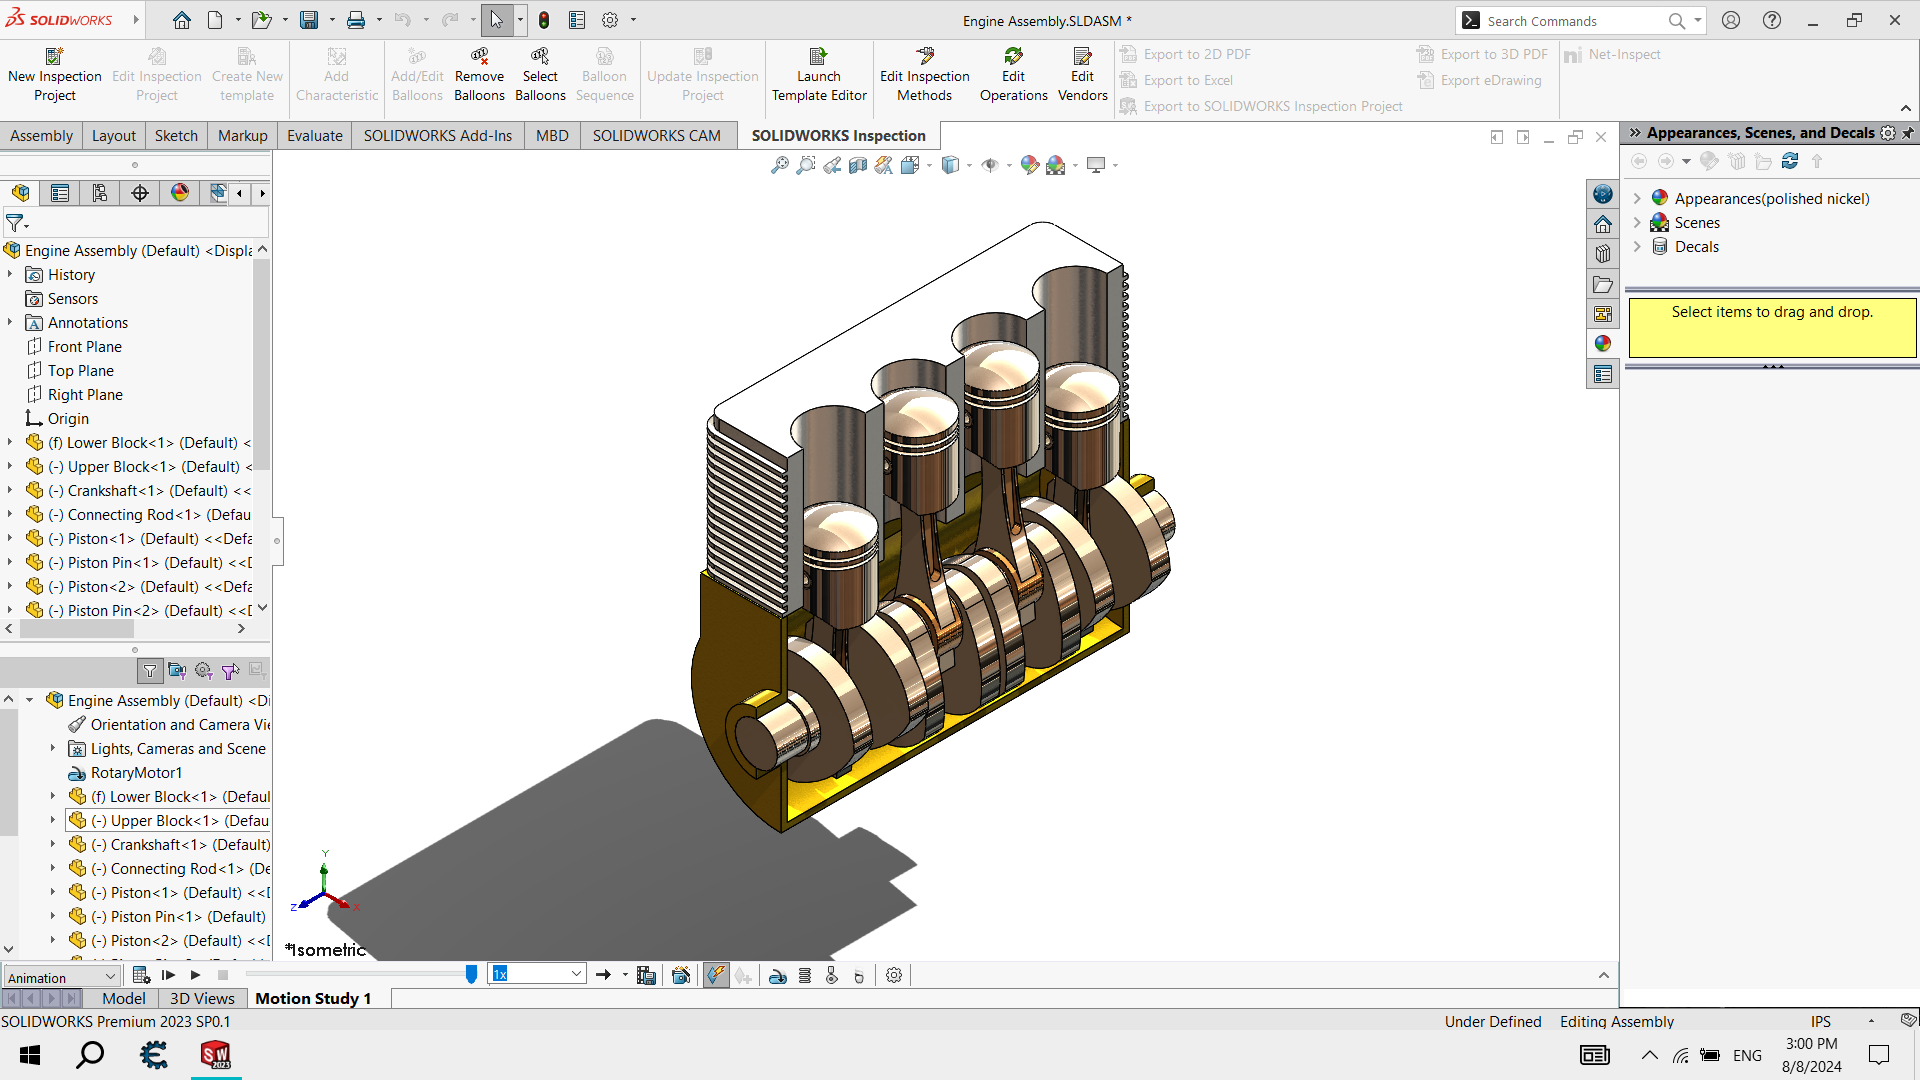 SOLIDWORKS
Engine Assembly.SLDASM *
Search Commands
New Inspection Project
Edit Inspection Project
Create New template
Add Characteristic
Add/Edit Balloons
Remove Balloons
Select Balloons
Balloon Sequence
Update Inspection Project
Launch Template Editor
Edit Inspection Methods
Edit Operations
Edit Vendors
Export to 2D PDF
Export to Excel
Export to SOLIDWORKS Inspection Project
Export to 3D PDF
Export eDrawing
Net-Inspect
Assembly
Layout
Sketch
Markup
Evaluate
SOLIDWORKS Add-Ins
MBD
SOLIDWORKS CAM
SOLIDWORKS Inspection
Engine Assembly (Default) <Displa
History
Sensors
Annotations
Front Plane
Top Plane
Right Plane
Origin
(f) Lower Block<1> (Default) <
(-) Upper Block<1> (Default) <
(-) Crankshaft<1> (Default) <<
(-) Connecting Rod<1> (Defau
(-) Piston<1> (Default) <<Defa
(-) Piston Pin<1> (Default) <<D
(-) Piston<2> (Default) <<Defa
(-) Piston Pin<2> (Default) <<D
Engine Assembly (Default) <Di
Orientation and Camera Vie
Lights, Cameras and Scene
RotaryMotor1
(f) Lower Block<1> (Defaul
(-) Upper Block<1> (Defau
(-) Crankshaft<1> (Default)
(-) Connecting Rod<1> (De
(-) Piston<1> (Default) <<D
(-) Piston Pin<1> (Default)
(-) Piston<2> (Default) <<D
Y
Z
X
*Isometric
Appearances, Scenes, and Decals
Appearances(polished nickel)
Scenes
Decals
Select items to drag and drop.
Animation
1x
Model
3D Views
Motion Study 1
SOLIDWORKS Premium 2023 SP0.1
Under Defined
Editing Assembly
IPS
SW
2023
ENG
3:00 PM
8/8/2024